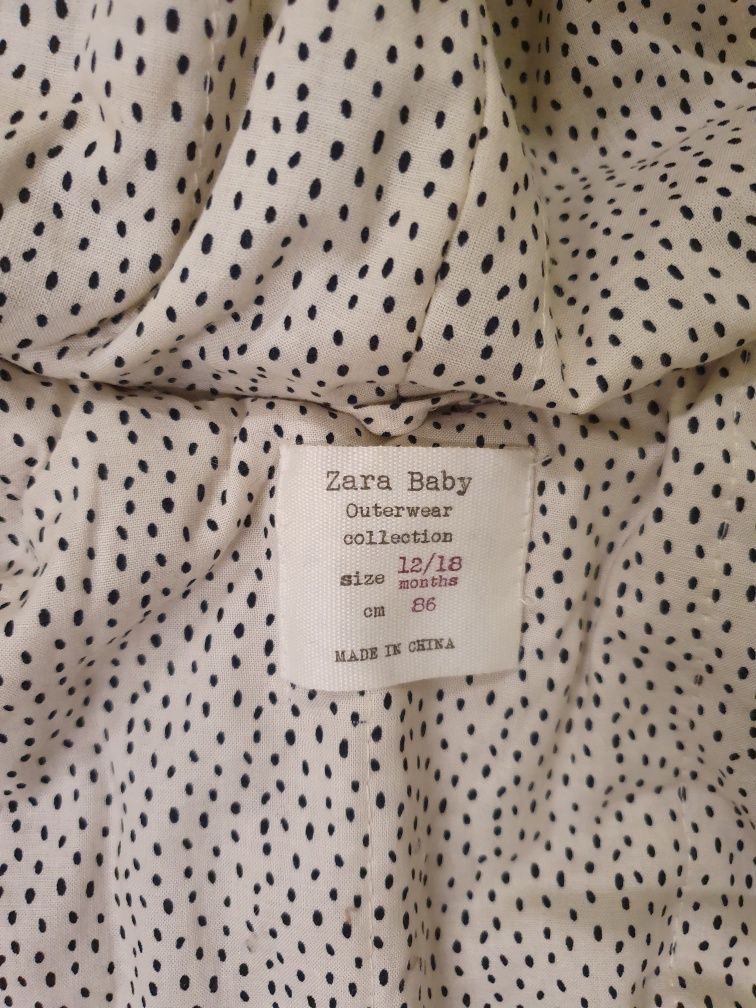 Zara Baby
Outerwear
collection
size 12/18
months
cm 86
MADE IN CHINA